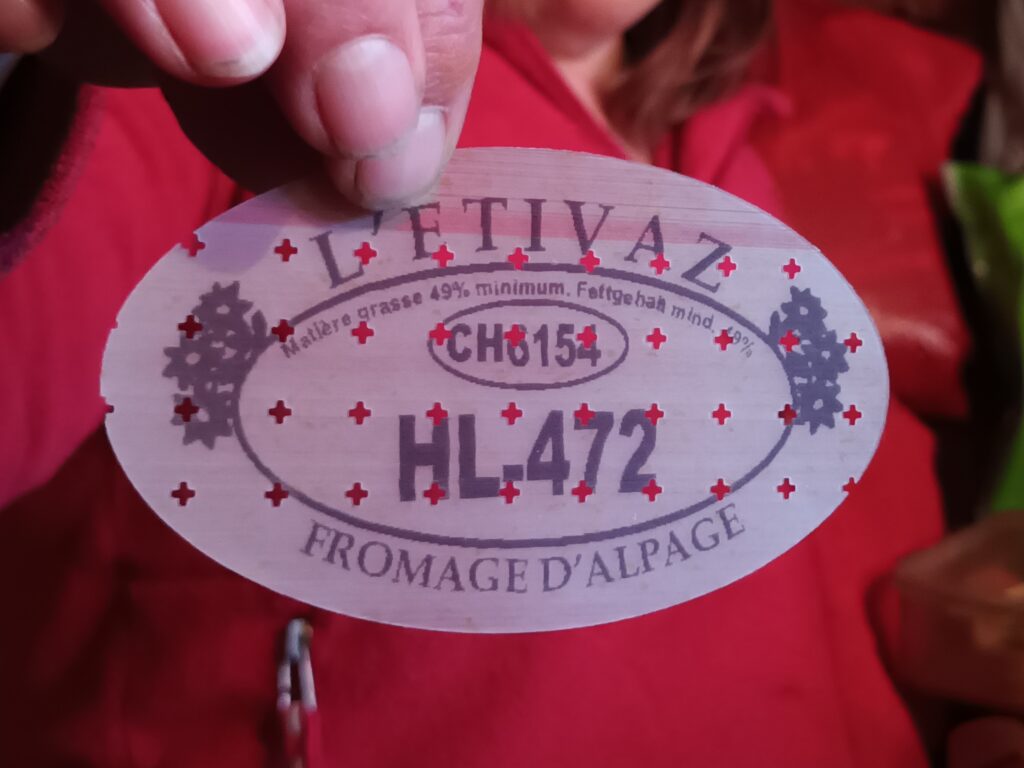 L'ETIVAZ
Matière grasse 49% minimum. Fettgehalt mind. 49%
CH6154
HL-472
FROMAGE D'ALPAGE